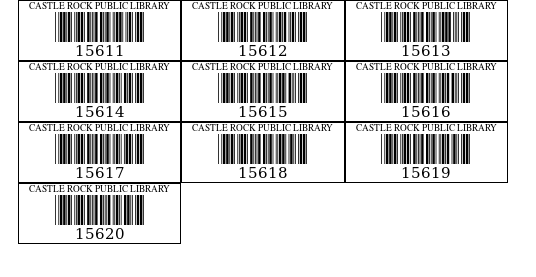 CASTLE ROCK PUBLIC LIBRARY
15611
CASTLE ROCK PUBLIC LIBRARY
15612
CASTLE ROCK PUBLIC LIBRARY
15613
CASTLE ROCK PUBLIC LIBRARY
15614
CASTLE ROCK PUBLIC LIBRARY
15615
CASTLE ROCK PUBLIC LIBRARY
15616
CASTLE ROCK PUBLIC LIBRARY
15617
CASTLE ROCK PUBLIC LIBRARY
15618
CASTLE ROCK PUBLIC LIBRARY
15619
CASTLE ROCK PUBLIC LIBRARY
15620